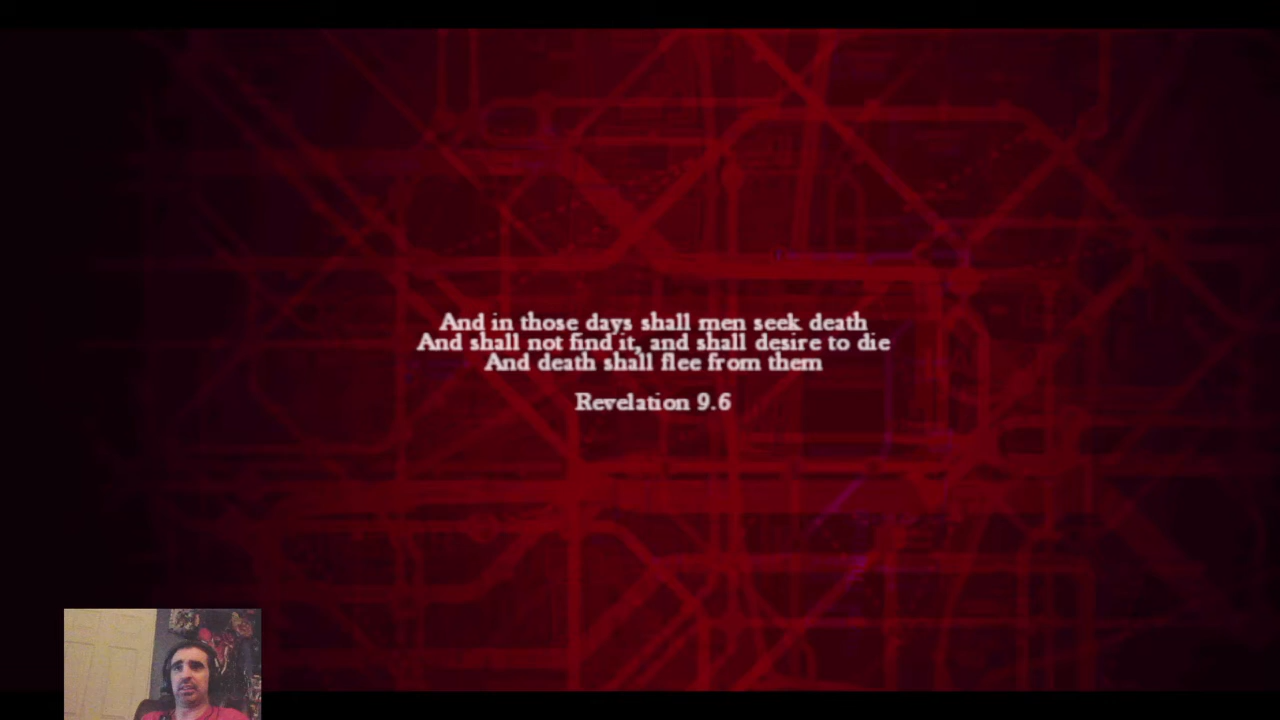 And in those days shall men seek death
And shall not find it, and shall desire to die
And death shall flee from them
Revelation 9.6